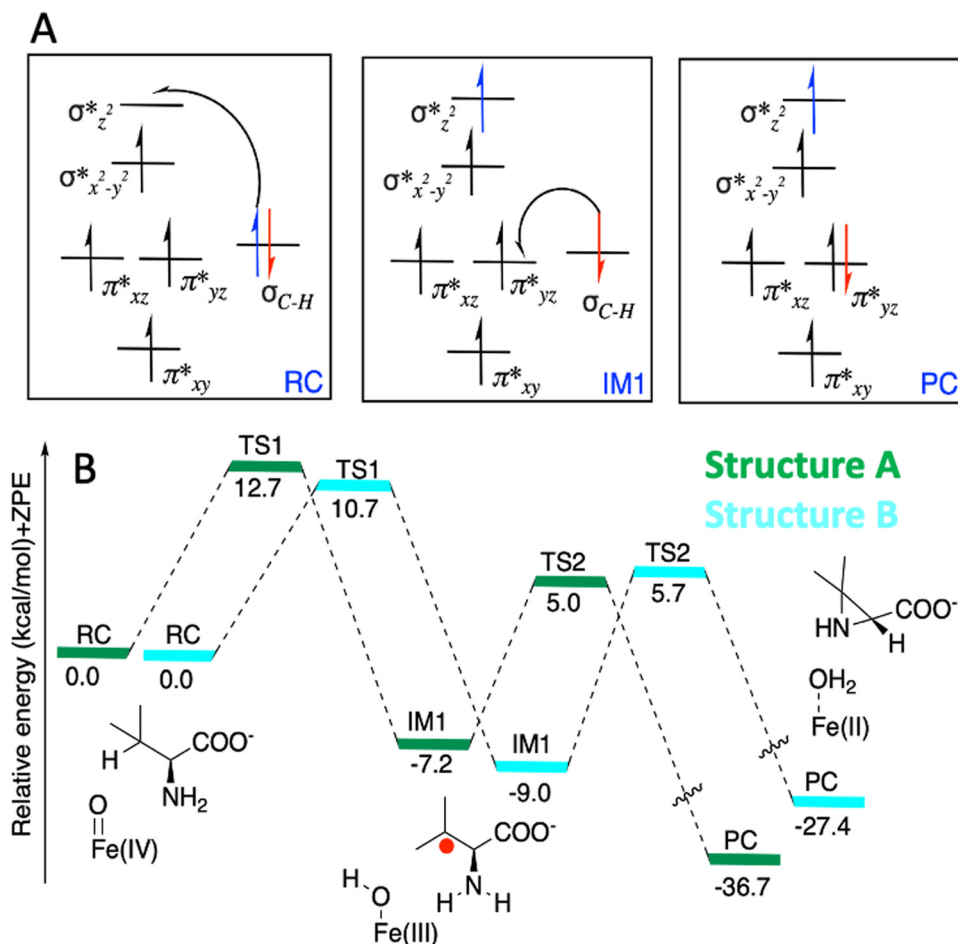 A
σ*z²
σ*x²-y²
π*xz
π*yz
σC-H
π*xy
RC
σ*z²
σ*x²-y²
π*xz
π*yz
σC-H
π*xy
IM1
σ*z²
σ*x²-y²
π*xz
π*yz
π*xy
PC
B
Relative energy (kcal/mol)+ZPE
Structure A
Structure B
TS1
12.7
TS1
10.7
TS2
5.0
TS2
5.7
RC
0.0
RC
0.0
IM1
-7.2
IM1
-9.0
PC
-27.4
PC
-36.7
H
COO-
NH2
O
Fe(IV)
COO-
H
O
N
H H
Fe(III)
COO-
HN
H
OH2
Fe(II)